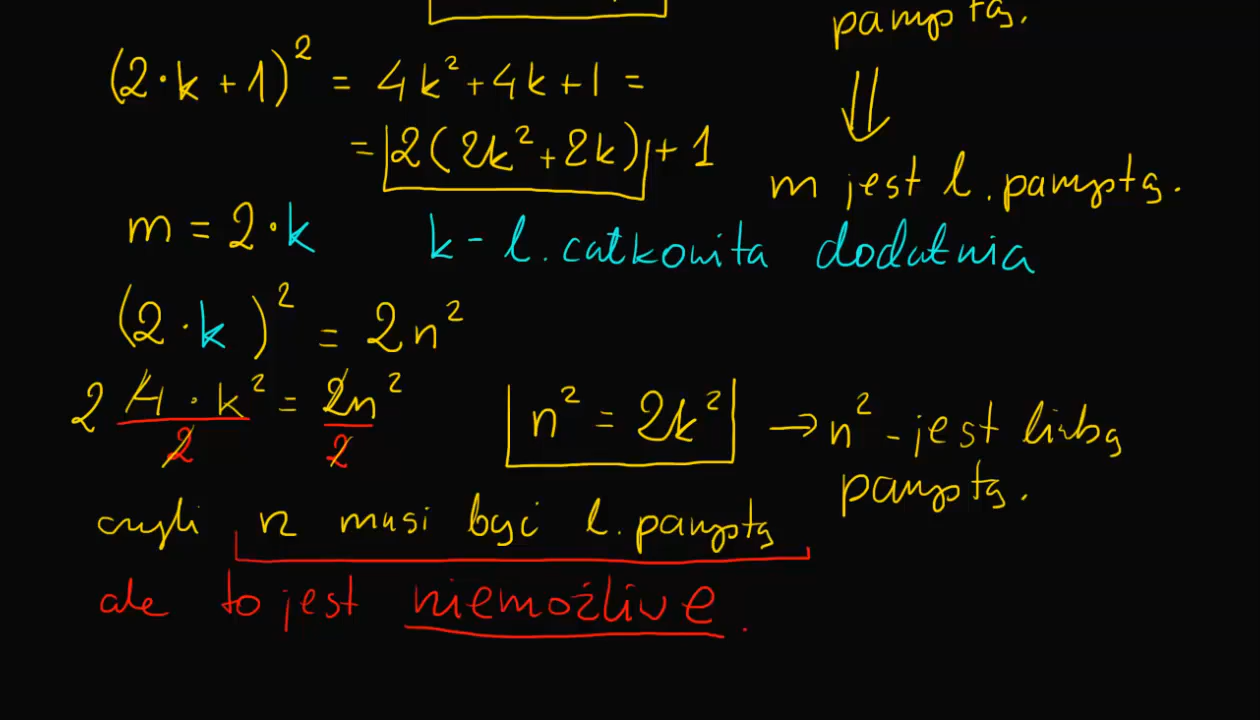 parzystą.
(2·k+1)² = 4k²+4k+1 =
= 2(2k²+2k)+1
m jest l. parzystą.
m = 2·k k - l. całkowita dodatnia
(2·k)² = 2n²
2 4·k²/2 = 2n²/2
n² = 2k² → n² - jest liczbą
parzystą.
czyli n musi być l. parzystą
ale to jest niemożliwe.